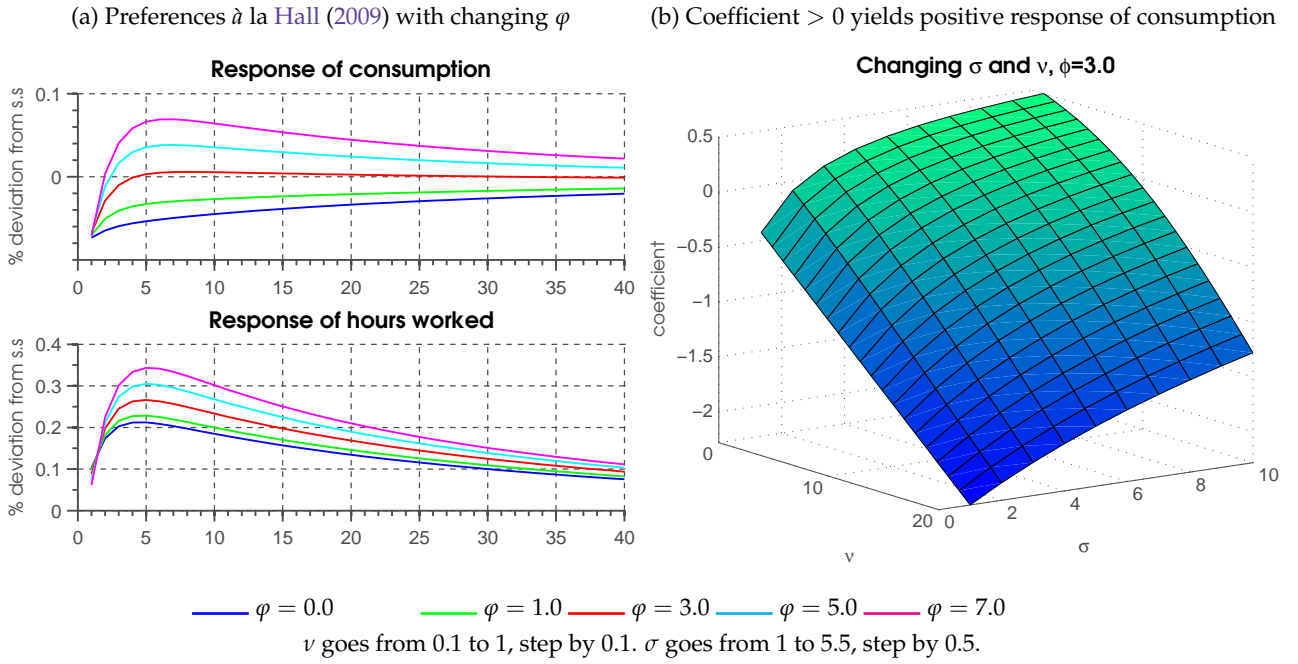 (a) Preferences à la Hall (2009) with changing φ
(b) Coefficient > 0 yields positive response of consumption
Response of consumption
% deviation from s.s
0.1
0
0 5 10 15 20 25 30 35 40
Response of hours worked
% deviation from s.s
0.4
0.3
0.2
0.1
0
0 5 10 15 20 25 30 35 40
Changing σ and ν, ϕ=3.0
coefficient
0.5
0
−0.5
−1
−1.5
−2
0 10 20
ν
0 2 4 6 8 10
σ
φ = 0.0 φ = 1.0 φ = 3.0 φ = 5.0 φ = 7.0
ν goes from 0.1 to 1, step by 0.1. σ goes from 1 to 5.5, step by 0.5.